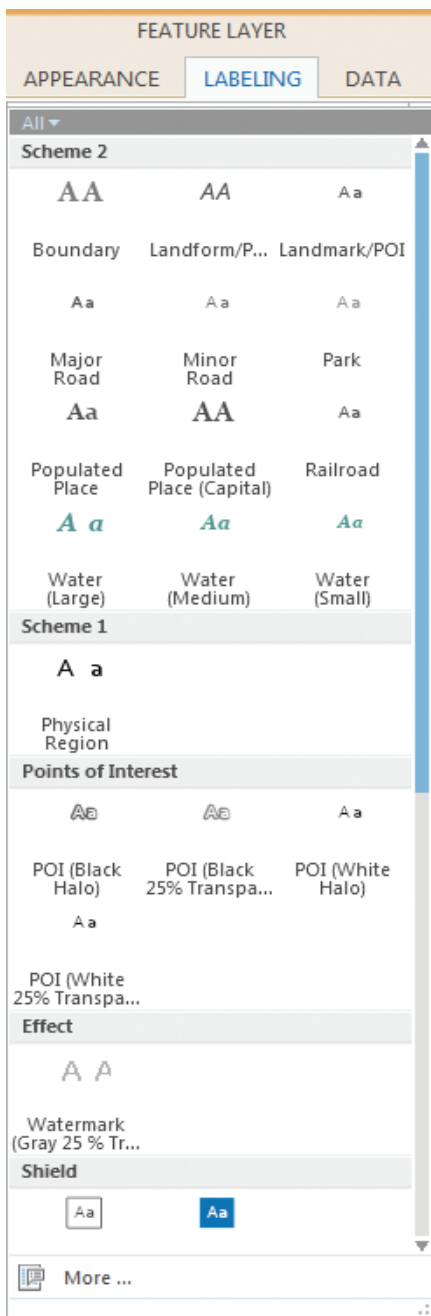 FEATURE LAYER
APPEARANCE LABELING DATA
All
Scheme 2
AA AA Aa
Boundary Landform/P... Landmark/POI
Aa Aa Aa
Major Minor Park
Road Road
Aa AA Aa
Populated Populated Railroad
Place Place (Capital)
A a Aa Aa
Water Water Water
(Large) (Medium) (Small)
Scheme 1
A a
Physical
Region
Points of Interest
Aa Aa Aa
POI (Black POI (Black POI (White
Halo) 25% Transpa... Halo)
Aa
POI (White
25% Transpa...
Effect
A A
Watermark
(Gray 25 % Tr...
Shield
Aa Aa
More ...